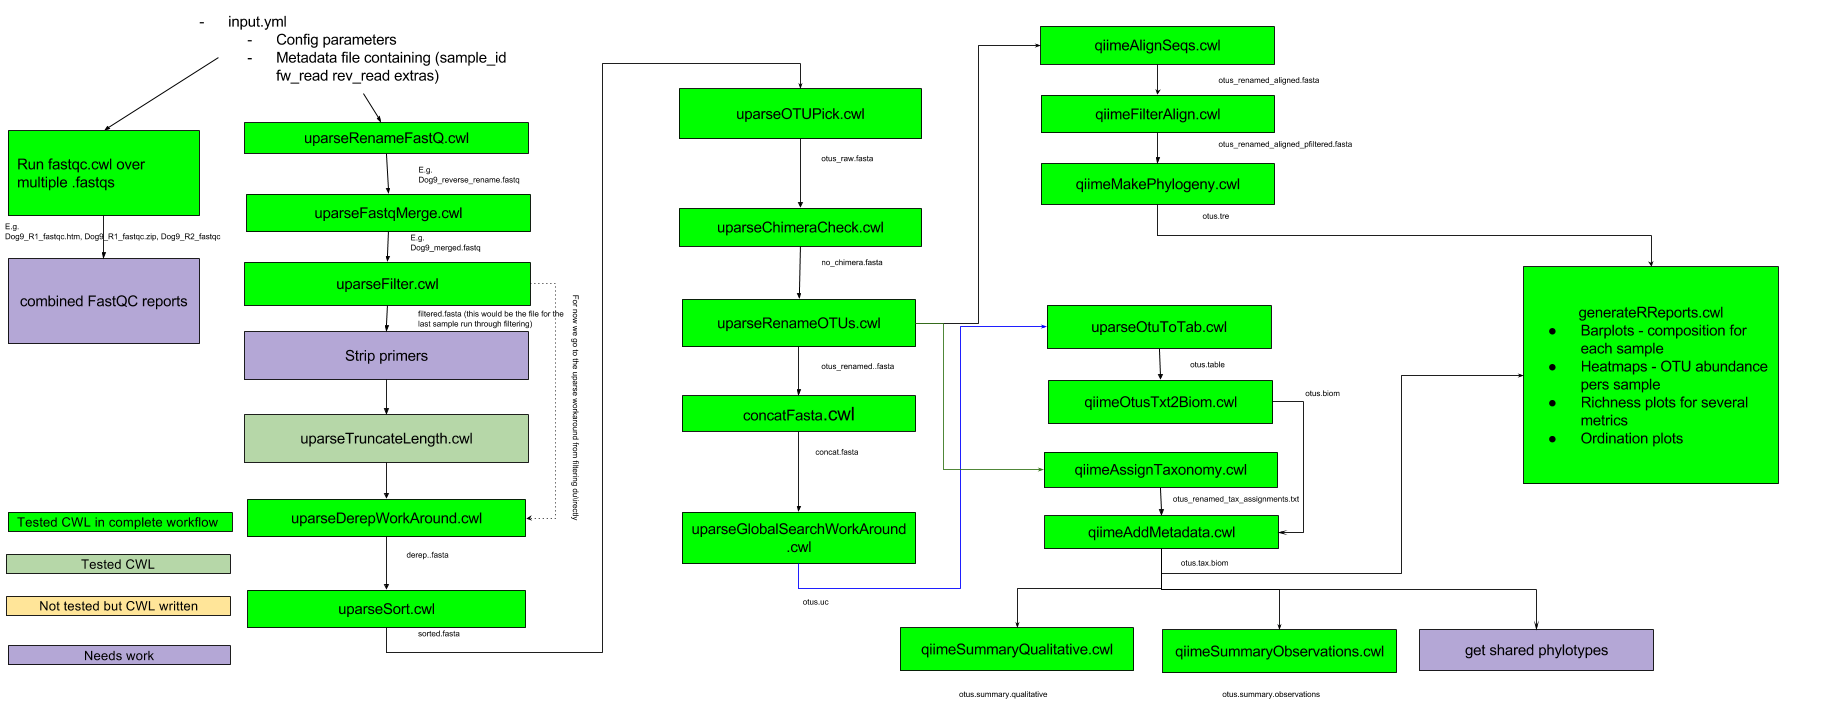 - input.yml
- Config parameters
- Metadata file containing (sample_id
fw_read rev_read extras)
Run fastqc.cwl over
multiple .fastqs
E.g.
Dog9_R1_fastqc.htm, Dog9_R1_fastqc.zip, Dog9_R2_fastqc
combined FastQC reports
Tested CWL in complete workflow
Tested CWL
Not tested but CWL written
Needs work
uparseRenameFastQ.cwl
E.g.
Dog9_reverse_rename.fastq
uparseFastqMerge.cwl
E.g.
Dog9_merged.fastq
uparseFilter.cwl
filtered.fasta (this would be the file for the
last sample run through filtering)
Strip primers
uparseTruncateLength.cwl
uparseDerepWorkAround.cwl
derep..fasta
uparseSort.cwl
sorted.fasta
For now we go to the uparse workaround from filtering du\irectly
uparseOTUPick.cwl
otus_raw.fasta
uparseChimeraCheck.cwl
no_chimera.fasta
uparseRenameOTUs.cwl
otus_renamed..fasta
concatFasta.cwl
concat.fasta
uparseGlobalSearchWorkAround
.cwl
otus.uc
qiimeAlignSeqs.cwl
otus_renamed_aligned.fasta
qiimeFilterAlign.cwl
otus_renamed_aligned_pfiltered.fasta
qiimeMakePhylogeny.cwl
otus.tre
uparseOtuToTab.cwl
otus.table
qiimeOtusTxt2Biom.cwl
otus.biom
qiimeAssignTaxonomy.cwl
otus_renamed_tax_assignments.txt
qiimeAddMetadata.cwl
otus.tax.biom
qiimeSummaryQualitative.cwl
otus.summary.qualitative
qiimeSummaryObservations.cwl
otus.summary.observations
get shared phylotypes
generateRReports.cwl
● Barplots - composition for
each sample
● Heatmaps - OTU abundance
pers sample
● Richness plots for several
metrics
● Ordination plots